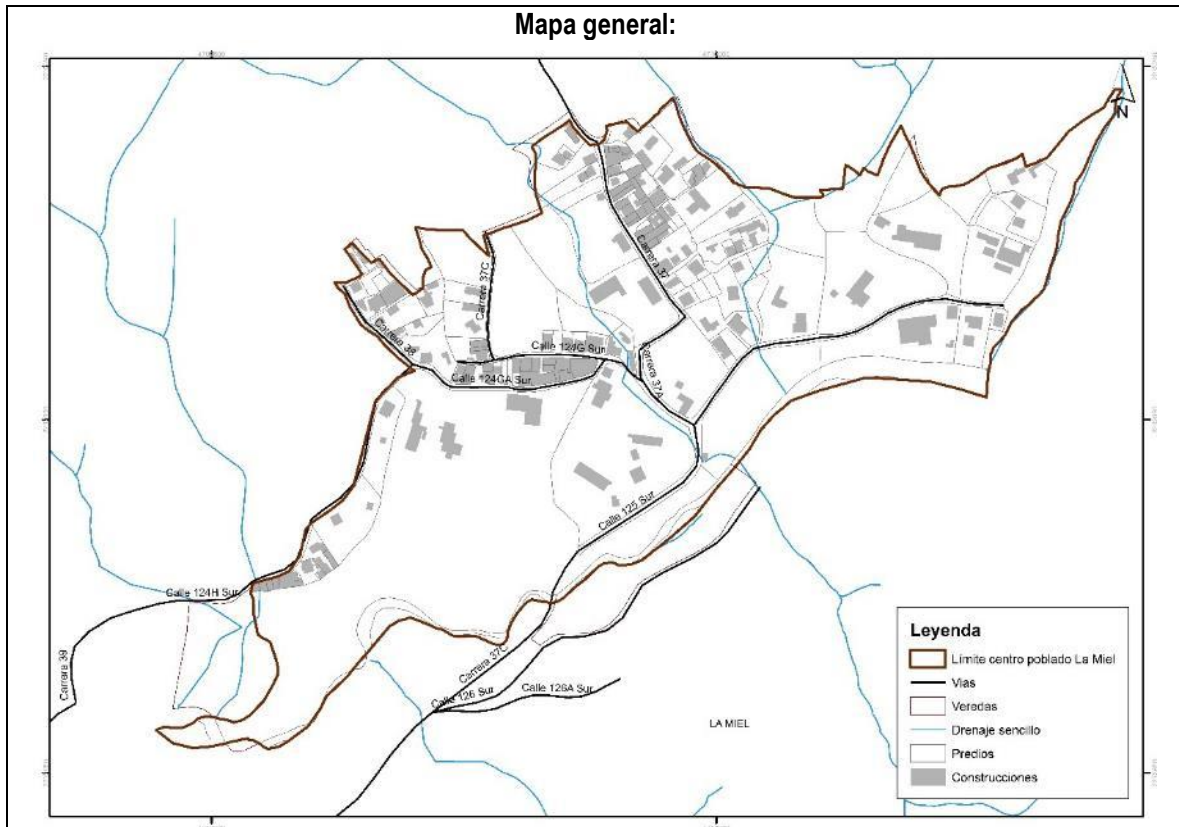 Mapa general:
N
Carrera 37
Carrera 37C
Carrera 38
Calle 124G Sur
Carrera 37A
Calle 124GA Sur
Calle 125 Sur
Calle 124H Sur
Carrera 39
Carrera 37C
Calle 126 Sur
Calle 126A Sur
LA MIEL
Leyenda
Límite centro poblado La Miel
Vias
Veredas
Drenaje sencillo
Predios
Construcciones